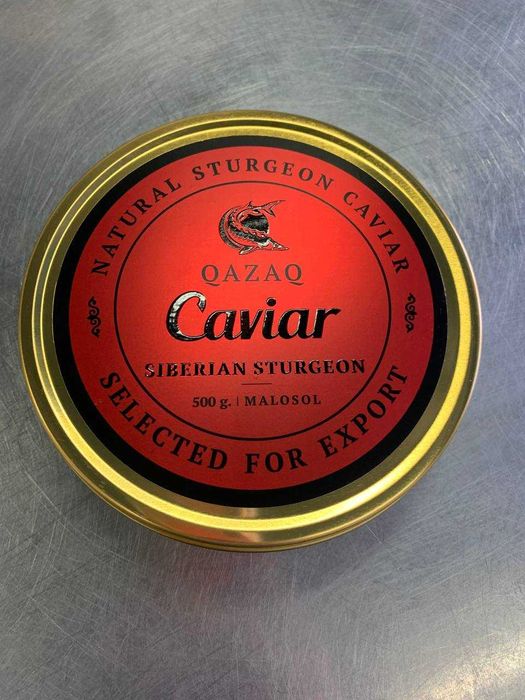 NATURAL STURGEON CAVIAR
QAZAQ
Caviar
SIBERIAN STURGEON
500 g. | MALOSOL
SELECTED FOR EXPORT